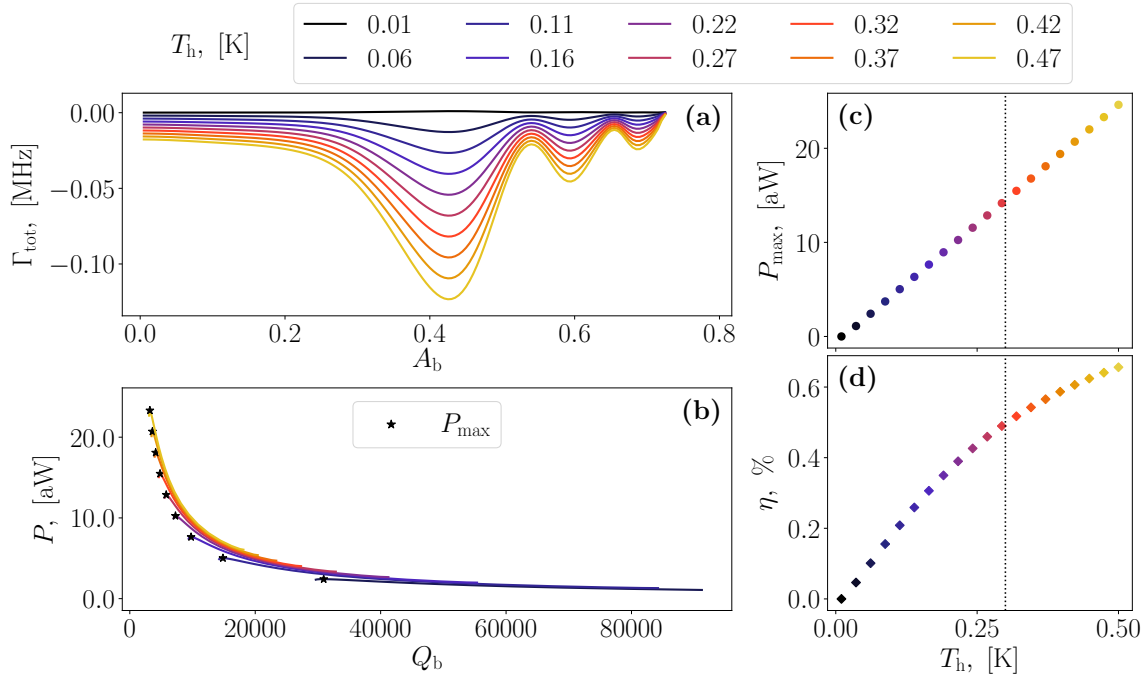 T_h, [K]
0.01 0.11 0.22 0.32 0.42
0.06 0.16 0.27 0.37 0.47
(a)
Γ_tot, [MHz]
0.00
−0.05
−0.10
0.0 0.2 0.4 0.6 0.8
A_b
(b)
P_max
P, [aW]
20.0
10.0
0.0
0 20000 40000 60000 80000
Q_b
(c)
P_max, [aW]
20
10
0
(d)
η, %
0.6
0.4
0.2
0.0
0.00 0.25 0.50
T_h, [K]